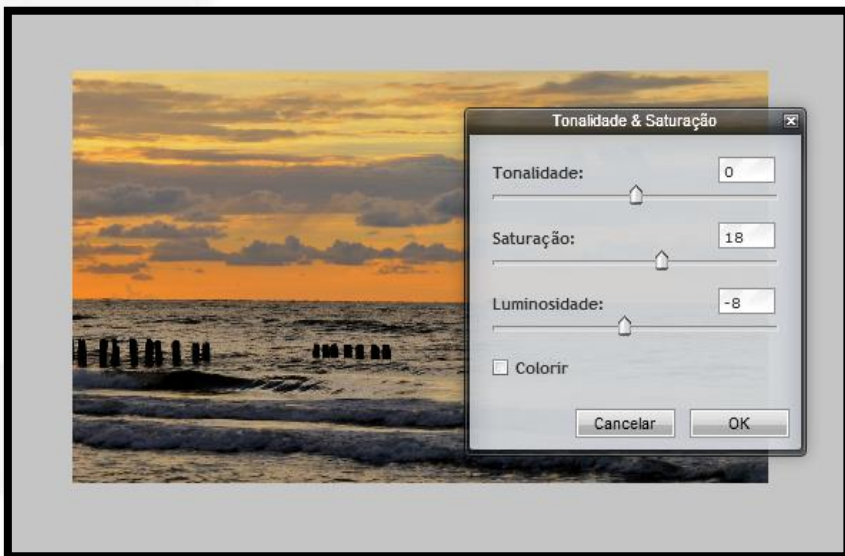 Tonalidade & Saturação
Tonalidade: 0
Saturação: 18
Luminosidade: -8
Colorir
Cancelar OK